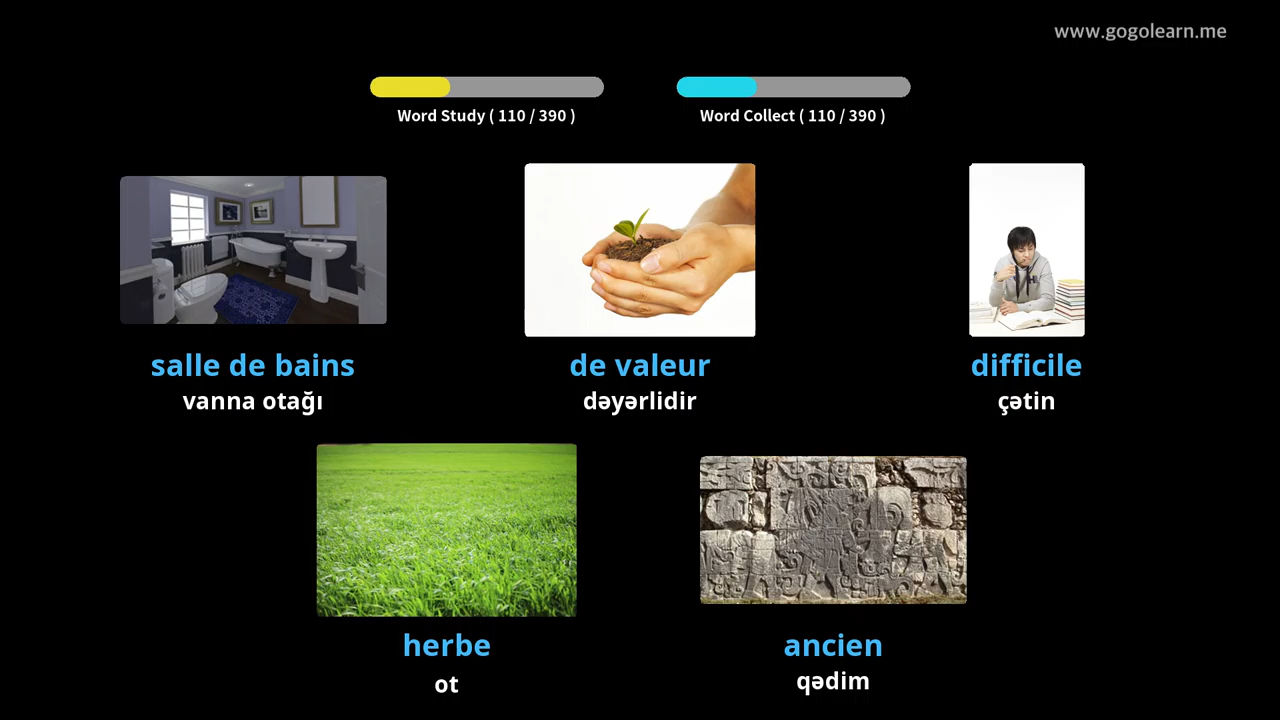 www.gogolearn.me
Word Study ( 110 / 390 )
Word Collect ( 110 / 390 )
salle de bains
vanna otağı
de valeur
dəyərlidir
difficile
çətin
herbe
ot
ancien
qədim